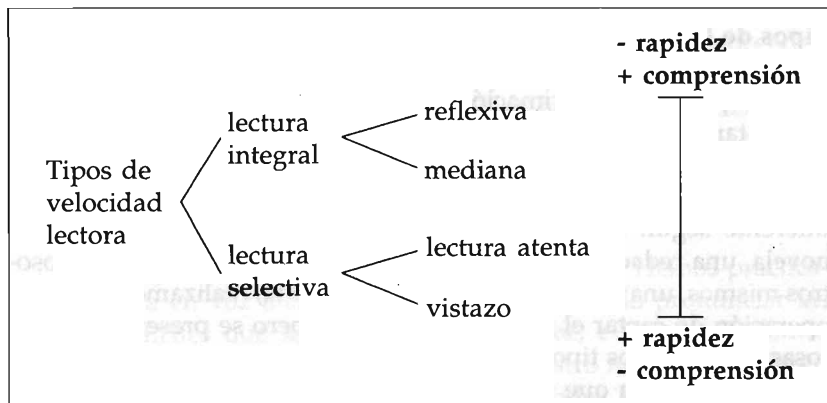 - rapidez
+ comprensión
lectura
integral
reflexiva
mediana
Tipos de
velocidad
lectora
lectura
selectiva
lectura atenta
vistazo
+ rapidez
- comprensión